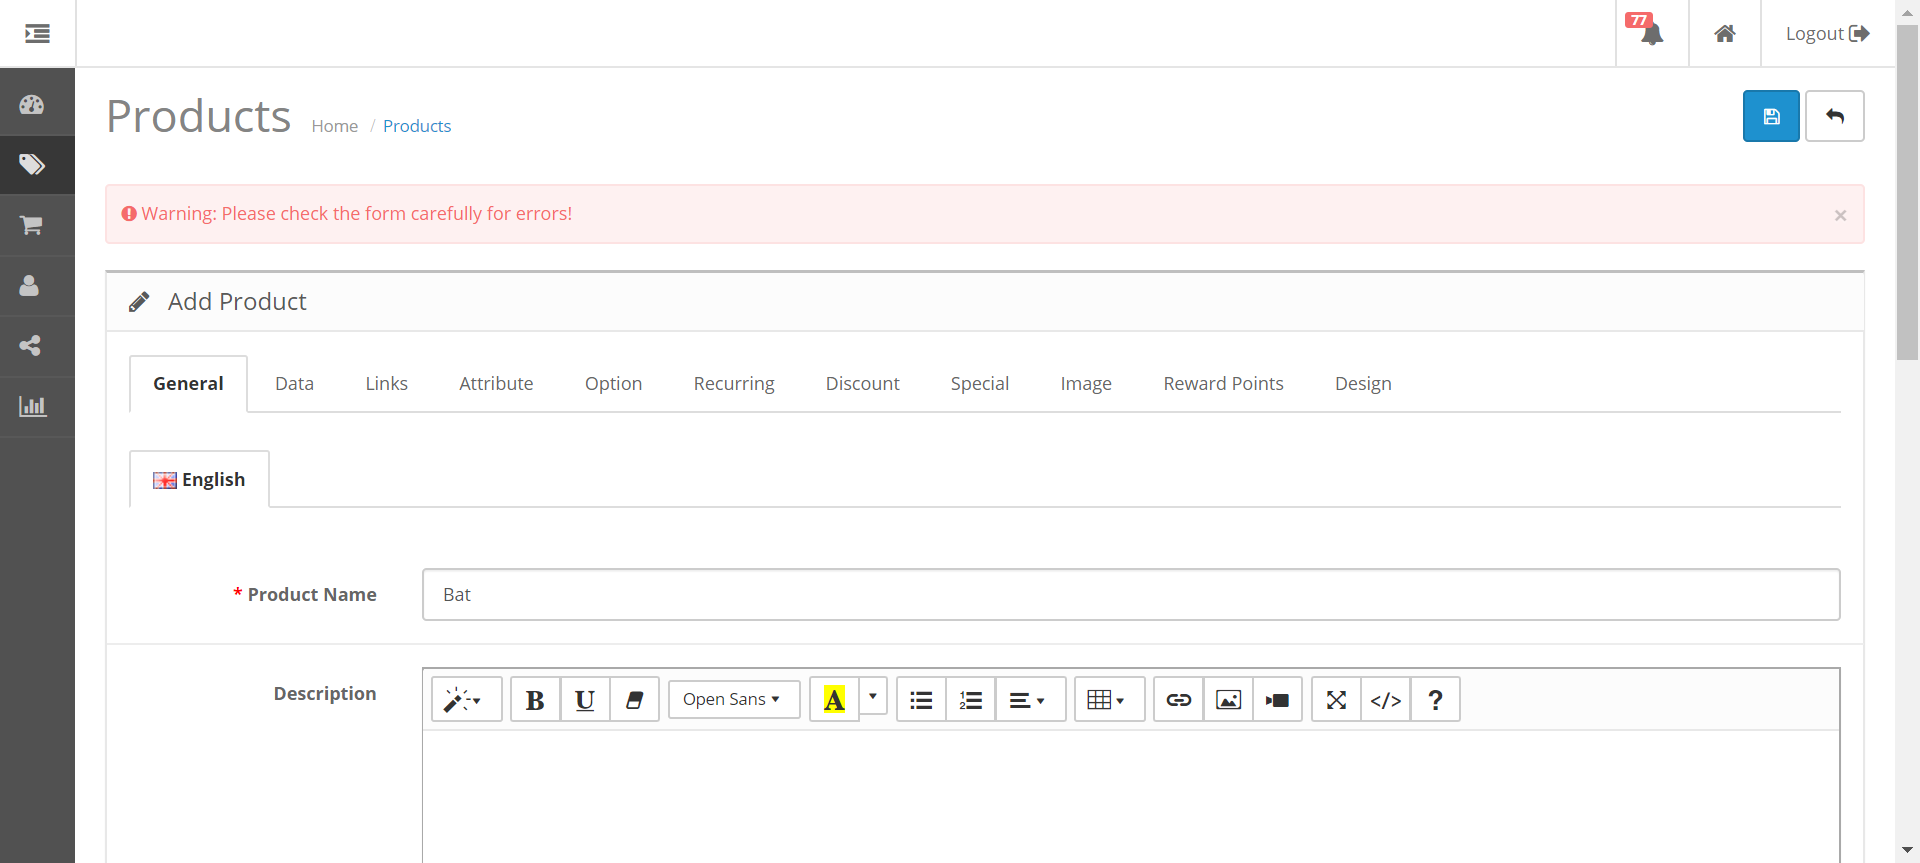 77
Logout
Products
Home / Products
Warning: Please check the form carefully for errors!
×
Add Product
General Data Links Attribute Option Recurring Discount Special Image Reward Points Design
English
* Product Name
Bat
Description
B U Open Sans A </> ?